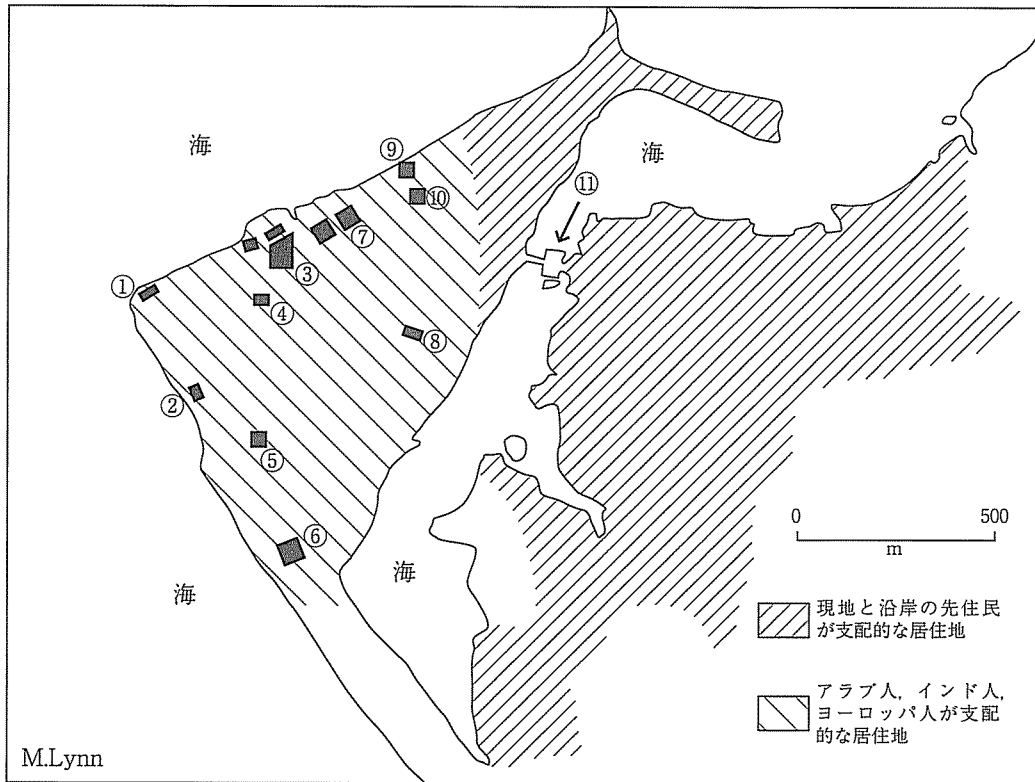 海
海
⑨
⑩
⑪
⑦
①
③
④
⑧
②
⑤
0 500
m
⑥
海
海
現地と沿岸の先住民
が支配的な居住地
アラブ人，インド人，
ヨーロッパ人が支配
的な居住地
M.Lynn